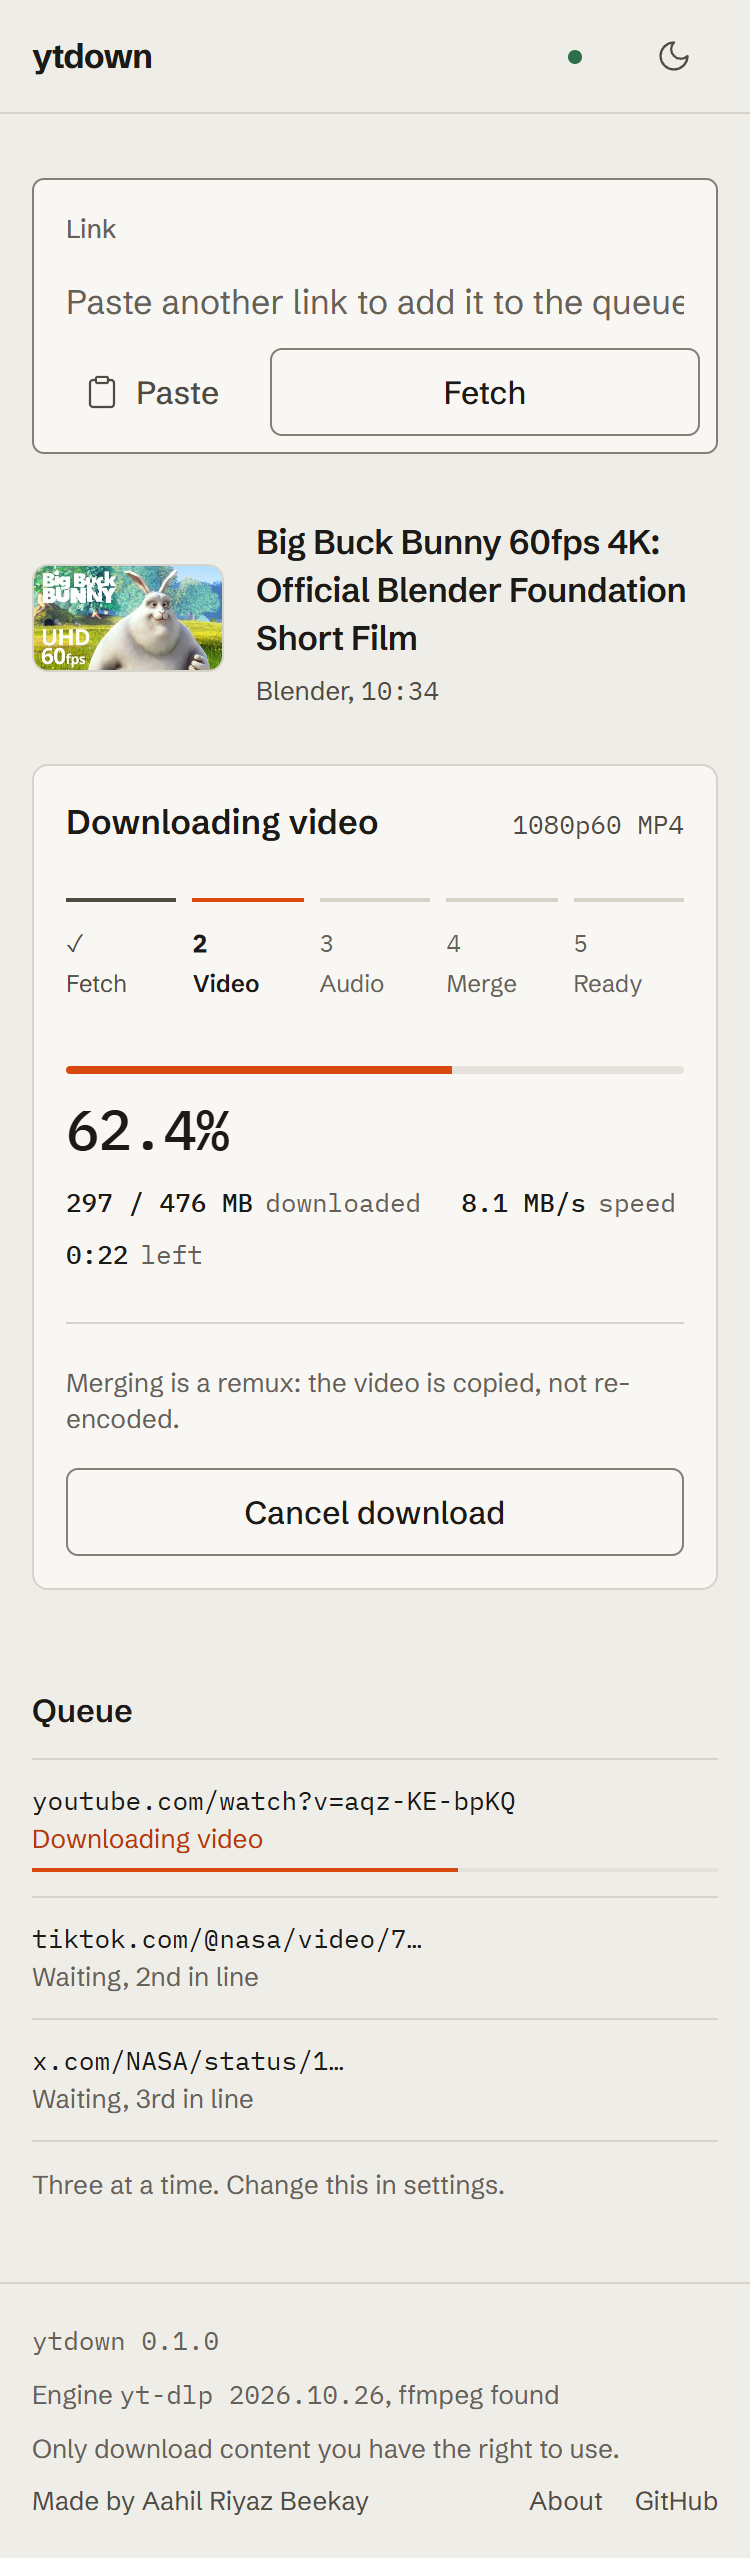 ytdown
Link
Paste another link to add it to the queue
Paste
Fetch
Big Buck
BUNNY
UHD
60fps
Big Buck Bunny 60fps 4K:
Official Blender Foundation
Short Film
Blender, 10:34
Downloading video
1080p60 MP4
✓ 2 3 4 5
Fetch Video Audio Merge Ready
62.4%
297 / 476 MB downloaded 8.1 MB/s speed
0:22 left
Merging is a remux: the video is copied, not re-
encoded.
Cancel download
Queue
youtube.com/watch?v=aqz-KE-bpKQ
Downloading video
tiktok.com/@nasa/video/7…
Waiting, 2nd in line
x.com/NASA/status/1…
Waiting, 3rd in line
Three at a time. Change this in settings.
ytdown 0.1.0
Engine yt-dlp 2026.10.26, ffmpeg found
Only download content you have the right to use.
Made by Aahil Riyaz Beekay
About GitHub